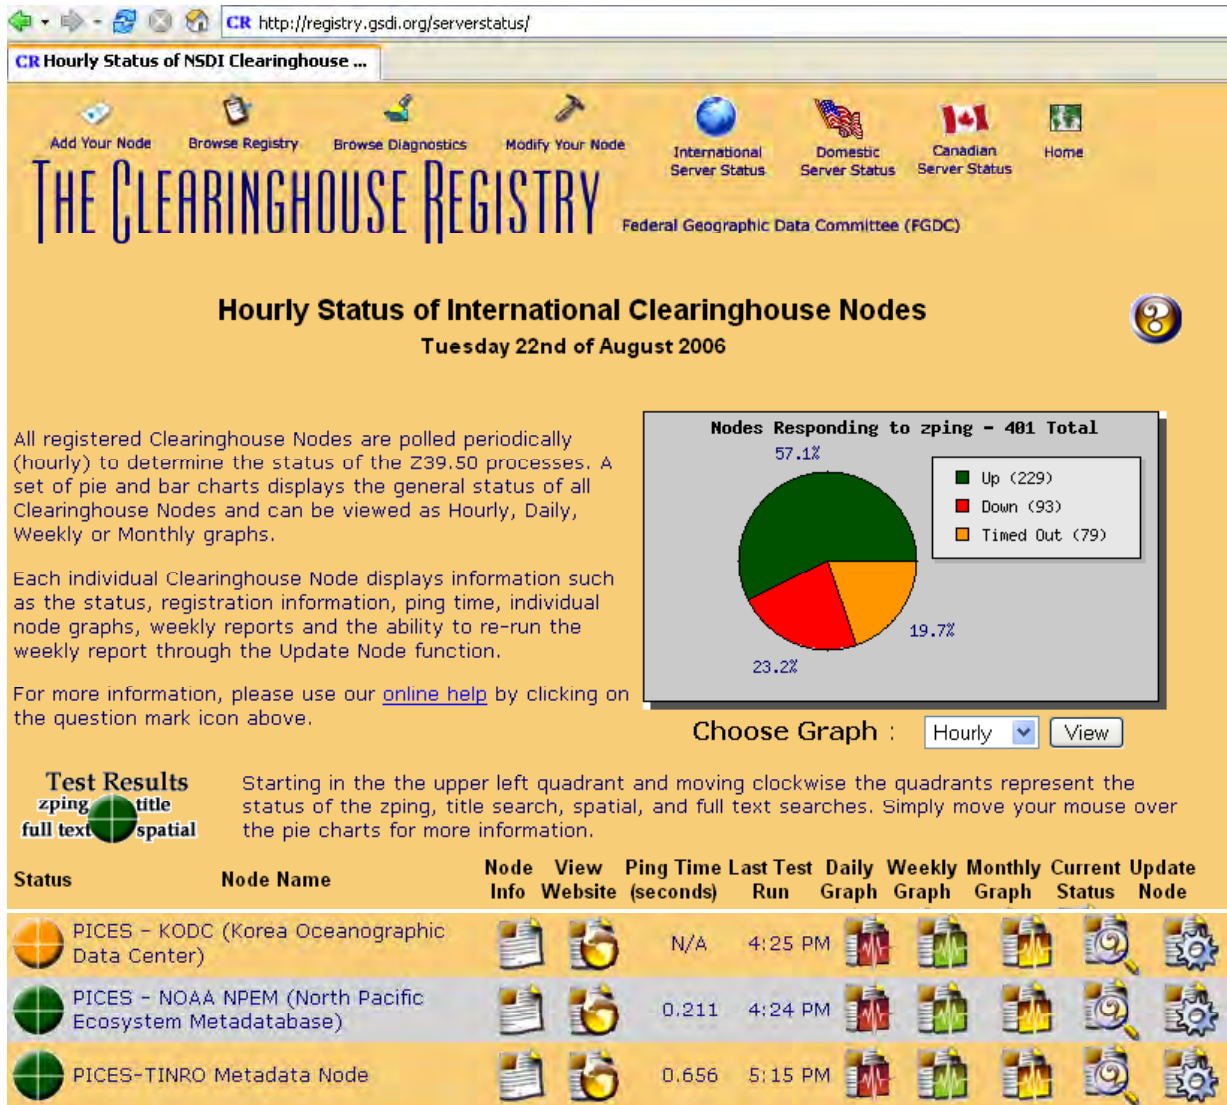 CR http://registry.gsdi.org/serverstatus/
CR Hourly Status of NSDI Clearinghouse ...
Add Your Node
Browse Registry
Browse Diagnostics
Modify Your Node
International
Server Status
Domestic
Server Status
Canadian
Server Status
Home
THE CLEARINGHOUSE REGISTRY
Federal Geographic Data Committee (FGDC)
Hourly Status of International Clearinghouse Nodes
Tuesday 22nd of August 2006
All registered Clearinghouse Nodes are polled periodically
(hourly) to determine the status of the Z39.50 processes. A
set of pie and bar charts displays the general status of all
Clearinghouse Nodes and can be viewed as Hourly, Daily,
Weekly or Monthly graphs.
Each individual Clearinghouse Node displays information such
as the status, registration information, ping time, individual
node graphs, weekly reports and the ability to re-run the
weekly report through the Update Node function.
For more information, please use our online help by clicking on
the question mark icon above.
Nodes Responding to zping - 401 Total
57.1%
Up (229)
Down (93)
Timed Out (79)
19.7%
23.2%
Choose Graph : Hourly View
Test Results
zping title
full text spatial
Starting in the the upper left quadrant and moving clockwise the quadrants represent the
status of the zping, title search, spatial, and full text searches. Simply move your mouse over
the pie charts for more information.
Status Node Name Node Info View Website Ping Time (seconds) Last Test Run Daily Graph Weekly Graph Monthly Graph Current Status Update Node
PICES - KODC (Korea Oceanographic
Data Center)
N/A 4:25 PM
PICES - NOAA NPEM (North Pacific
Ecosystem Metadatabase)
0.211 4:24 PM
PICES-TINRO Metadata Node 0.656 5:15 PM